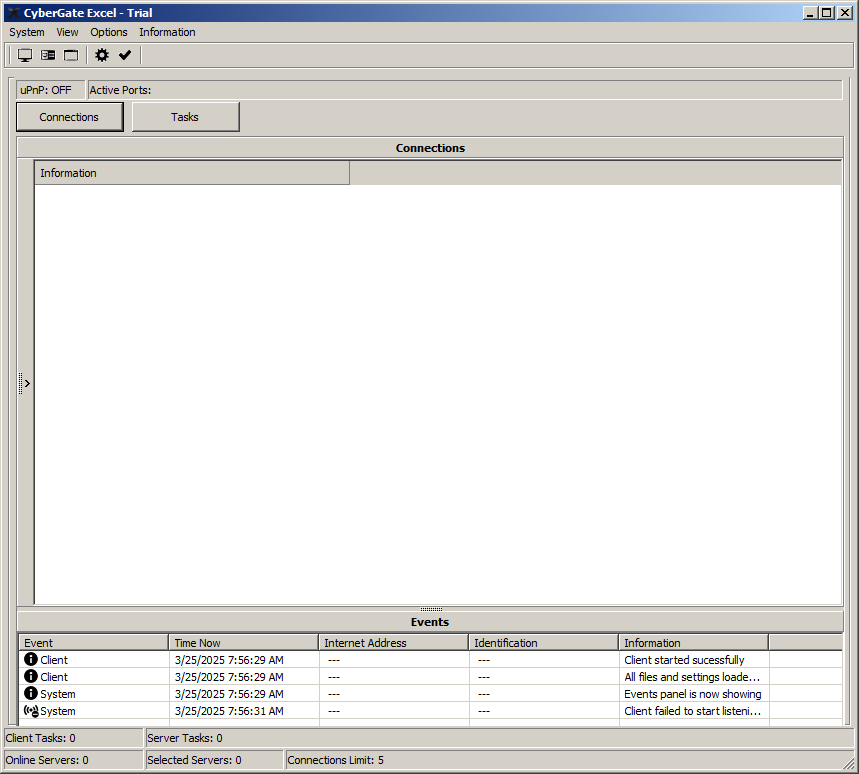 CyberGate Excel - Trial
System View Options Information
uPnP: OFF Active Ports:
Connections Tasks
Connections
Information
Events
Event Time Now Internet Address Identification Information
Client 3/25/2025 7:56:29 AM --- --- Client started sucessfully
Client 3/25/2025 7:56:29 AM --- --- All files and settings loade...
System 3/25/2025 7:56:29 AM --- --- Events panel is now showing
System 3/25/2025 7:56:31 AM --- --- Client failed to start listeni...
Client Tasks: 0 Server Tasks: 0
Online Servers: 0 Selected Servers: 0 Connections Limit: 5